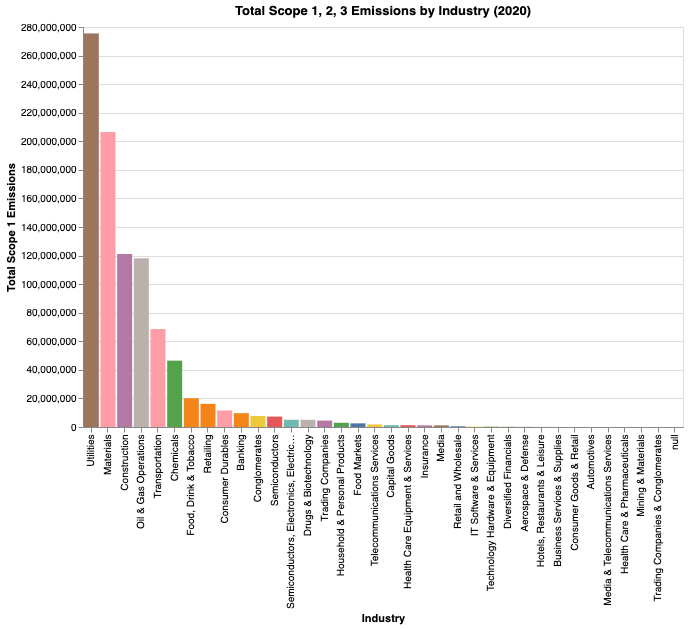 Total Scope 1, 2, 3 Emissions by Industry (2020)
280,000,000
260,000,000
240,000,000
220,000,000
200,000,000
180,000,000
160,000,000
140,000,000
120,000,000
100,000,000
80,000,000
60,000,000
40,000,000
20,000,000
0
Total Scope 1 Emissions
Utilities
Materials
Construction
Oil & Gas Operations
Transportation
Chemicals
Food, Drink & Tobacco
Retailing
Consumer Durables
Banking
Conglomerates
Semiconductors
Semiconductors, Electronics, Electric…
Drugs & Biotechnology
Trading Companies
Household & Personal Products
Food Markets
Telecommunications Services
Capital Goods
Health Care Equipment & Services
Insurance
Media
Retail and Wholesale
IT Software & Services
Technology Hardware & Equipment
Diversified Financials
Aerospace & Defense
Hotels, Restaurants & Leisure
Business Services & Supplies
Consumer Goods & Retail
Automotives
Media & Telecommunications Services
Health Care & Pharmaceuticals
Mining & Materials
Trading Companies & Conglomerates
null
Industry